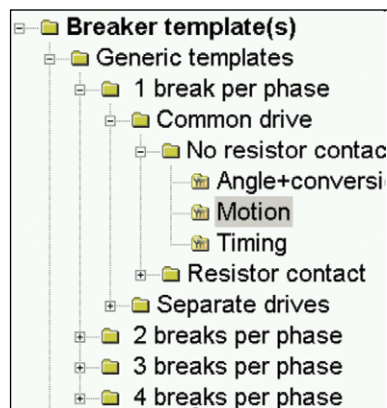 Breaker template(s)
Generic templates
1 break per phase
Common drive
No resistor contac
Angle+conversi
Motion
Timing
Resistor contact
Separate drives
2 breaks per phase
3 breaks per phase
4 breaks per phase